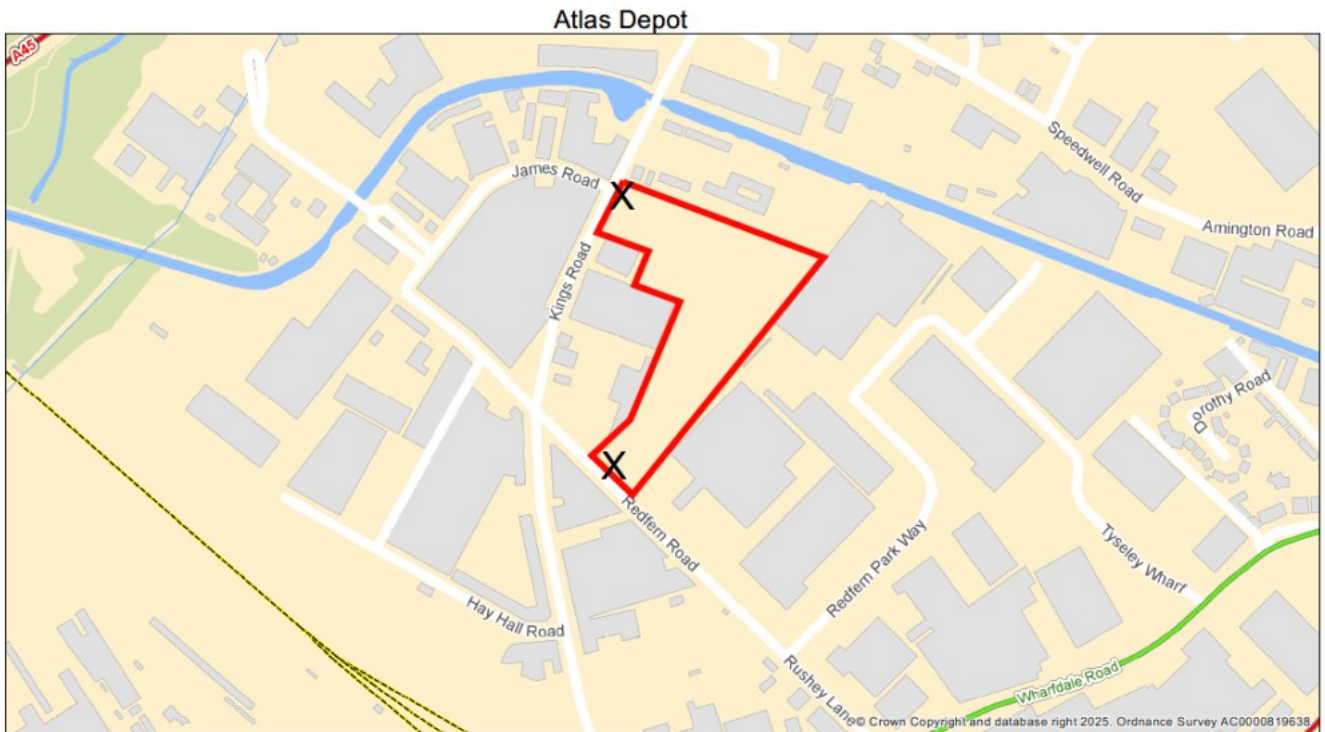 Atlas Depot
A45
James Road
X
Kings Road
Speedwell Road
Amington Road
Dorothy Road
X
Redfern Road
Redfern Park Way
Tyseley Wharf
Hay Hall Road
Rushey Lane
Wharfdale Road
© Crown Copyright and database right 2025. Ordnance Survey AC0000819638